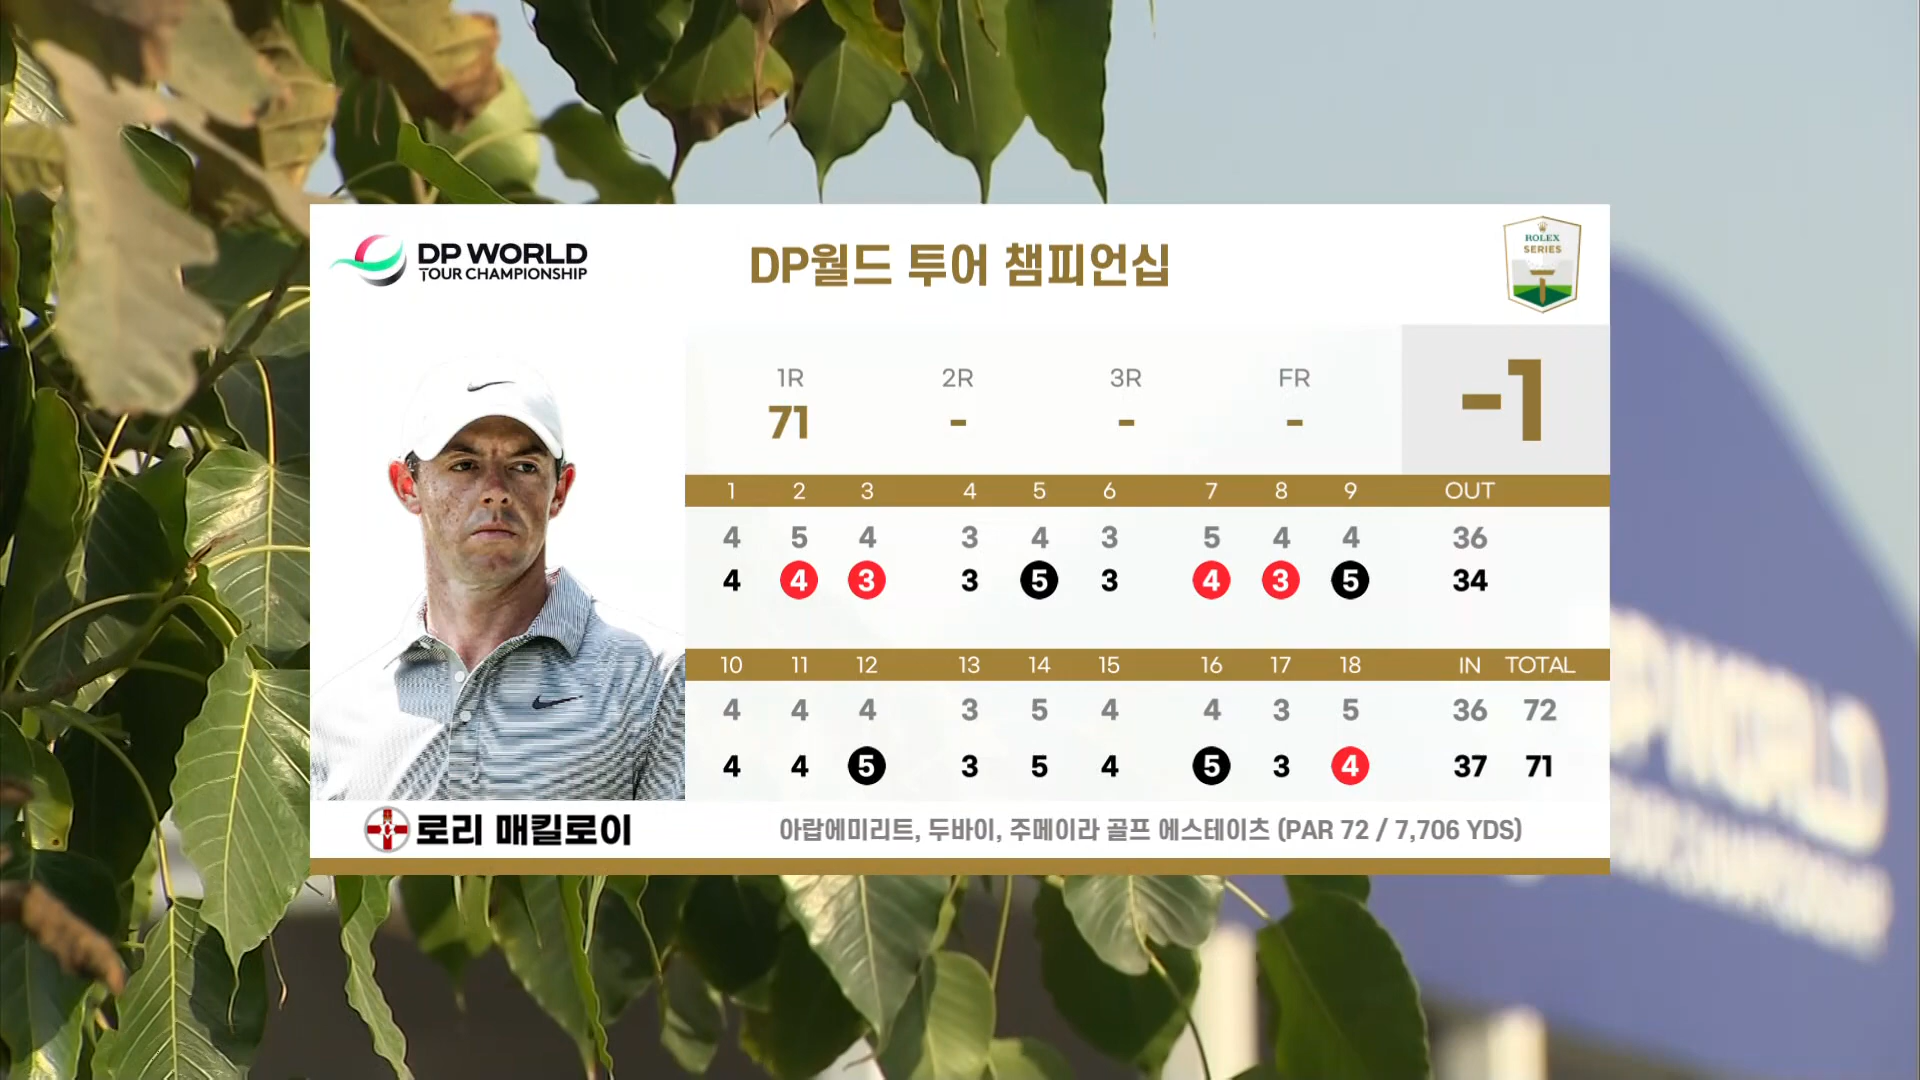 DP WORLD
TOUR CHAMPIONSHIP
DP월드 투어 챔피언십
ROLEX
SERIES
1R 2R 3R FR
71 - - -
-1
1 2 3 4 5 6 7 8 9 OUT
4 5 4 3 4 3 5 4 4 36
4 4 3 3 5 3 4 3 5 34
10 11 12 13 14 15 16 17 18 IN TOTAL
4 4 4 3 5 4 4 3 5 36 72
4 4 5 3 5 4 5 3 4 37 71
로리 매킬로이
아랍에미리트, 두바이, 주메이라 골프 에스테이츠 (PAR 72 / 7,706 YDS)
P WORLD